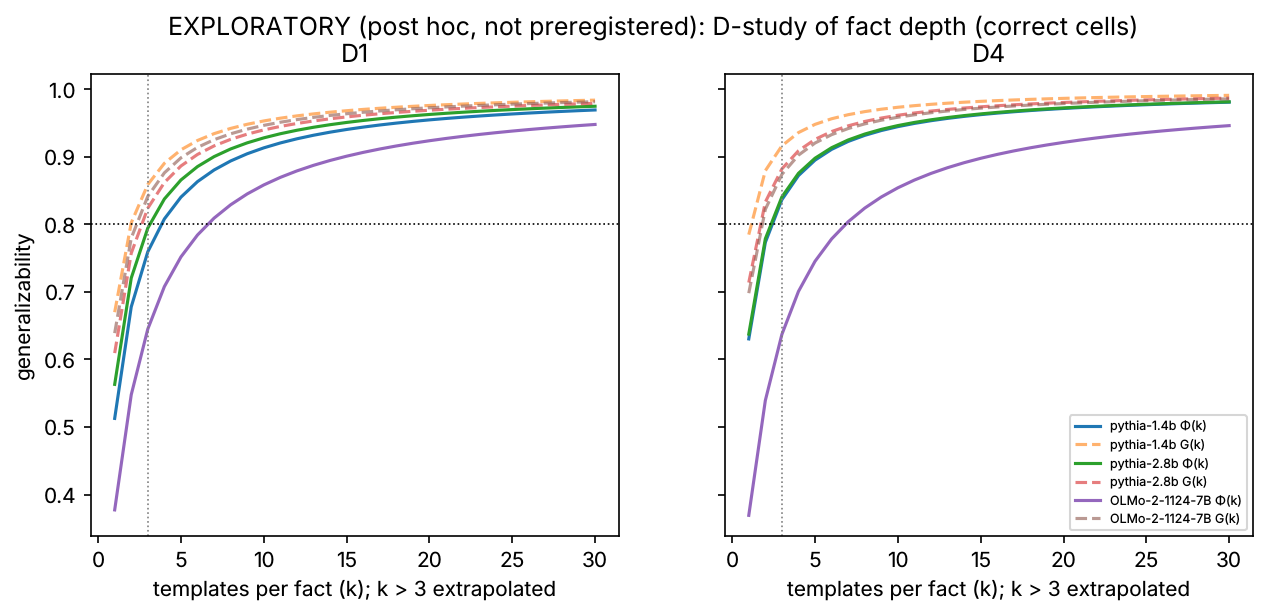 EXPLORATORY (post hoc, not preregistered): D-study of fact depth (correct cells)
D1
D4
generalizability
1.0
0.9
0.8
0.7
0.6
0.5
0.4
0 5 10 15 20 25 30
templates per fact (k); k > 3 extrapolated
0 5 10 15 20 25 30
templates per fact (k); k > 3 extrapolated
pythia-1.4b Φ(k)
pythia-1.4b G(k)
pythia-2.8b Φ(k)
pythia-2.8b G(k)
OLMo-2-1124-7B Φ(k)
OLMo-2-1124-7B G(k)